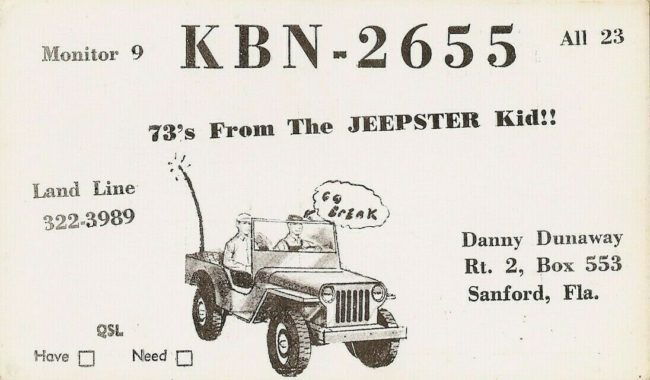 Monitor 9
KBN-2655
All 23
73's From The JEEPSTER Kid!!
Land Line
322-3989
GO
BREAK
Danny Dunaway
Rt. 2, Box 553
Sanford, Fla.
QSL
Have
Need